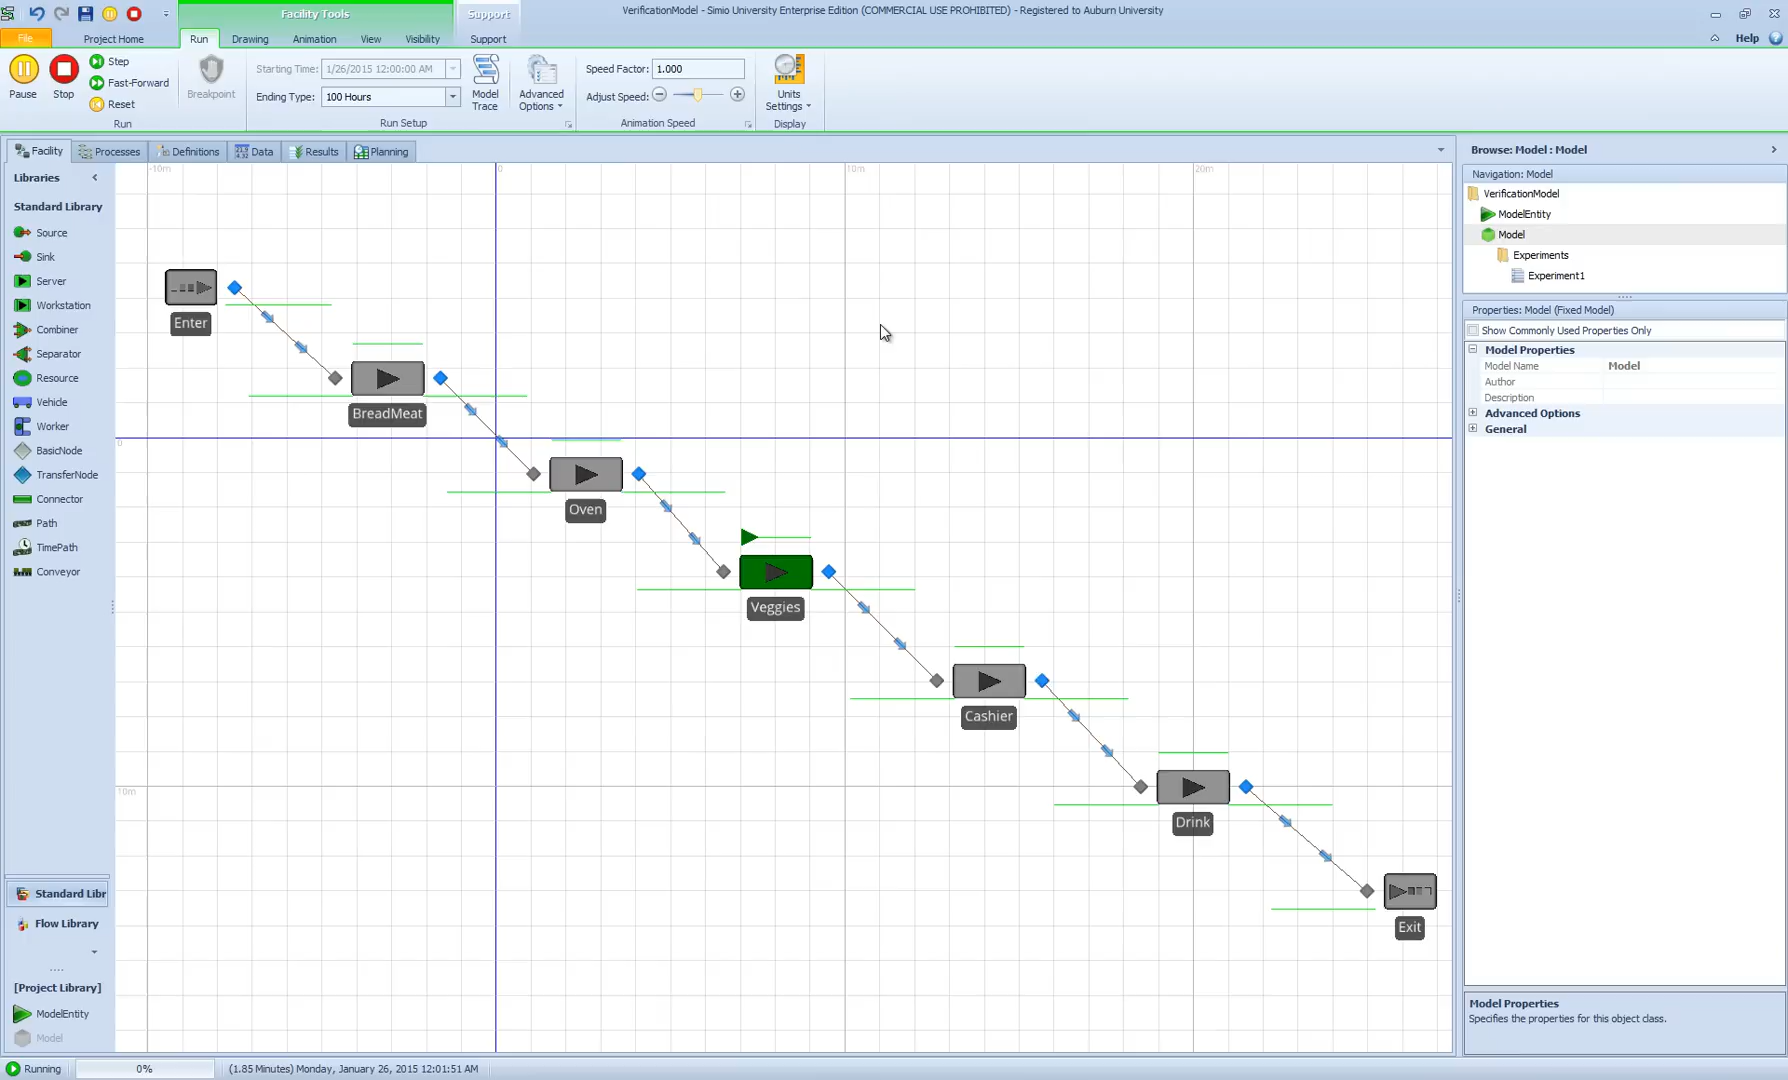 Facility Tools
Support
VerificationModel - Simio University Enterprise Edition (COMMERCIAL USE PROHIBITED) - Registered to Auburn University
File
Project Home
Run
Drawing
Animation
View
Visibility
Support
Help
Pause
Stop
Step
Fast-Forward
Reset
Run
Breakpoint
Starting Time:
1/26/2015 12:00:00 AM
Ending Type:
100 Hours
Model Trace
Advanced Options
Run Setup
Speed Factor:
1.000
Adjust Speed:
Animation Speed
Units Settings
Display
Facility
Processes
Definitions
Data
Results
Planning
Browse: Model : Model
Libraries
Standard Library
Source
Sink
Server
Workstation
Combiner
Separator
Resource
Vehicle
Worker
BasicNode
TransferNode
Connector
Path
TimePath
Conveyor
Standard Libr
Flow Library
[Project Library]
ModelEntity
Model
-10m
0
10m
20m
0
10m
Enter
BreadMeat
Oven
Veggies
Cashier
Drink
Exit
Navigation: Model
VerificationModel
ModelEntity
Model
Experiments
Experiment1
Properties: Model (Fixed Model)
Show Commonly Used Properties Only
Model Properties
Model Name
Model
Author
Description
Advanced Options
General
Model Properties
Specifies the properties for this object class.
Running
0%
(1.85 Minutes) Monday, January 26, 2015 12:01:51 AM